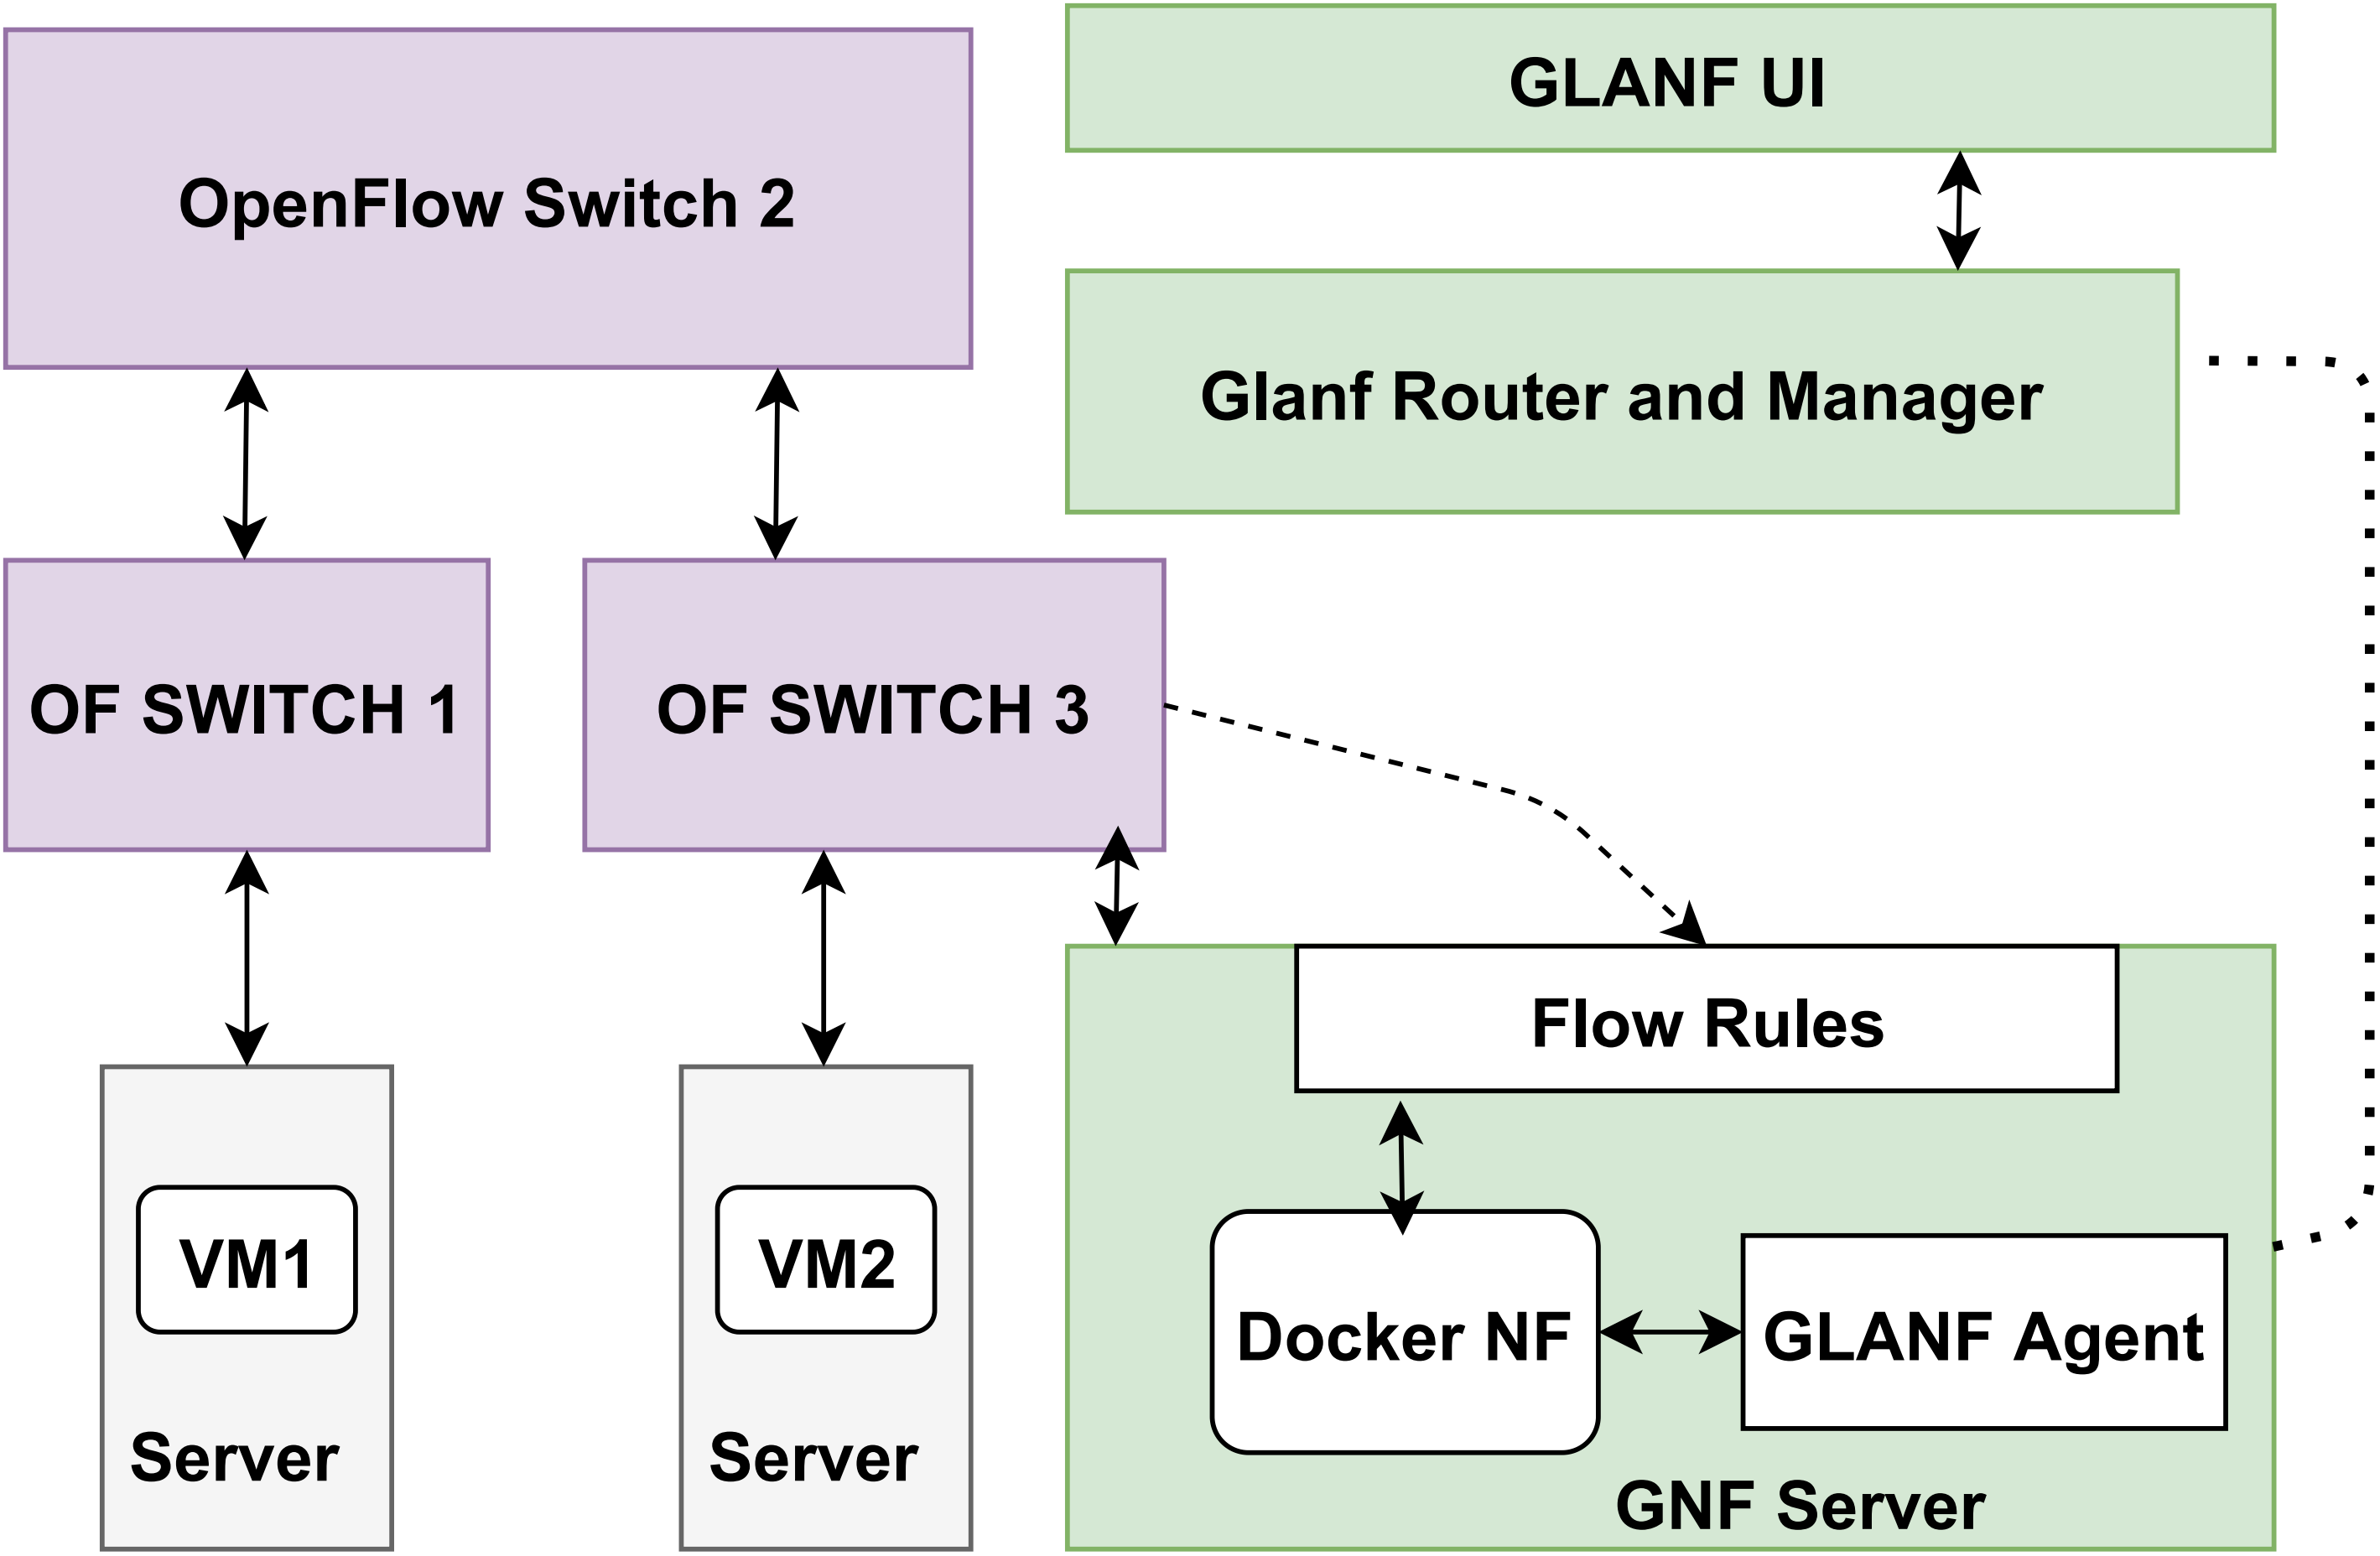 GLANF UI
OpenFlow Switch 2
Glanf Router and Manager
OF SWITCH 1
OF SWITCH 3
Flow Rules
VM1
VM2
Docker NF
GLANF Agent
Server
Server
GNF Server